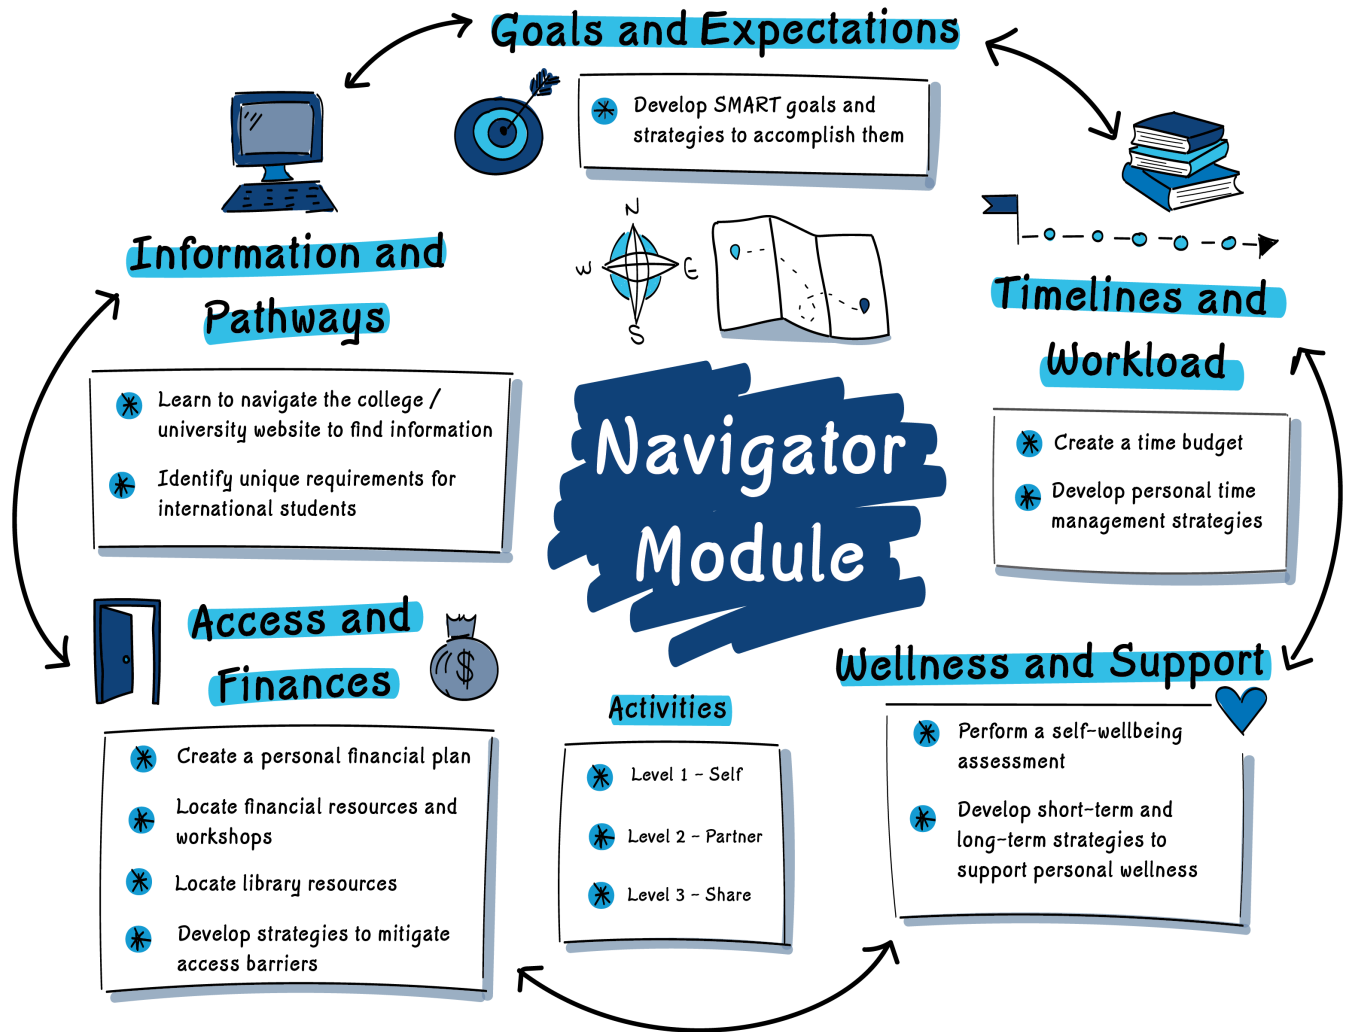 Goals and Expectations
Develop SMART goals and
strategies to accomplish them
Information and
Pathways
Learn to navigate the college /
university website to find information
Identify unique requirements for
international students
N
W
E
S
Timelines and
Workload
Create a time budget
Develop personal time
management strategies
Navigator
Module
Access and
Finances
$
Create a personal financial plan
Locate financial resources and
workshops
Locate library resources
Develop strategies to mitigate
access barriers
Activities
Level 1 - Self
Level 2 - Partner
Level 3 - Share
Wellness and Support
Perform a self-wellbeing
assessment
Develop short-term and
long-term strategies to
support personal wellness